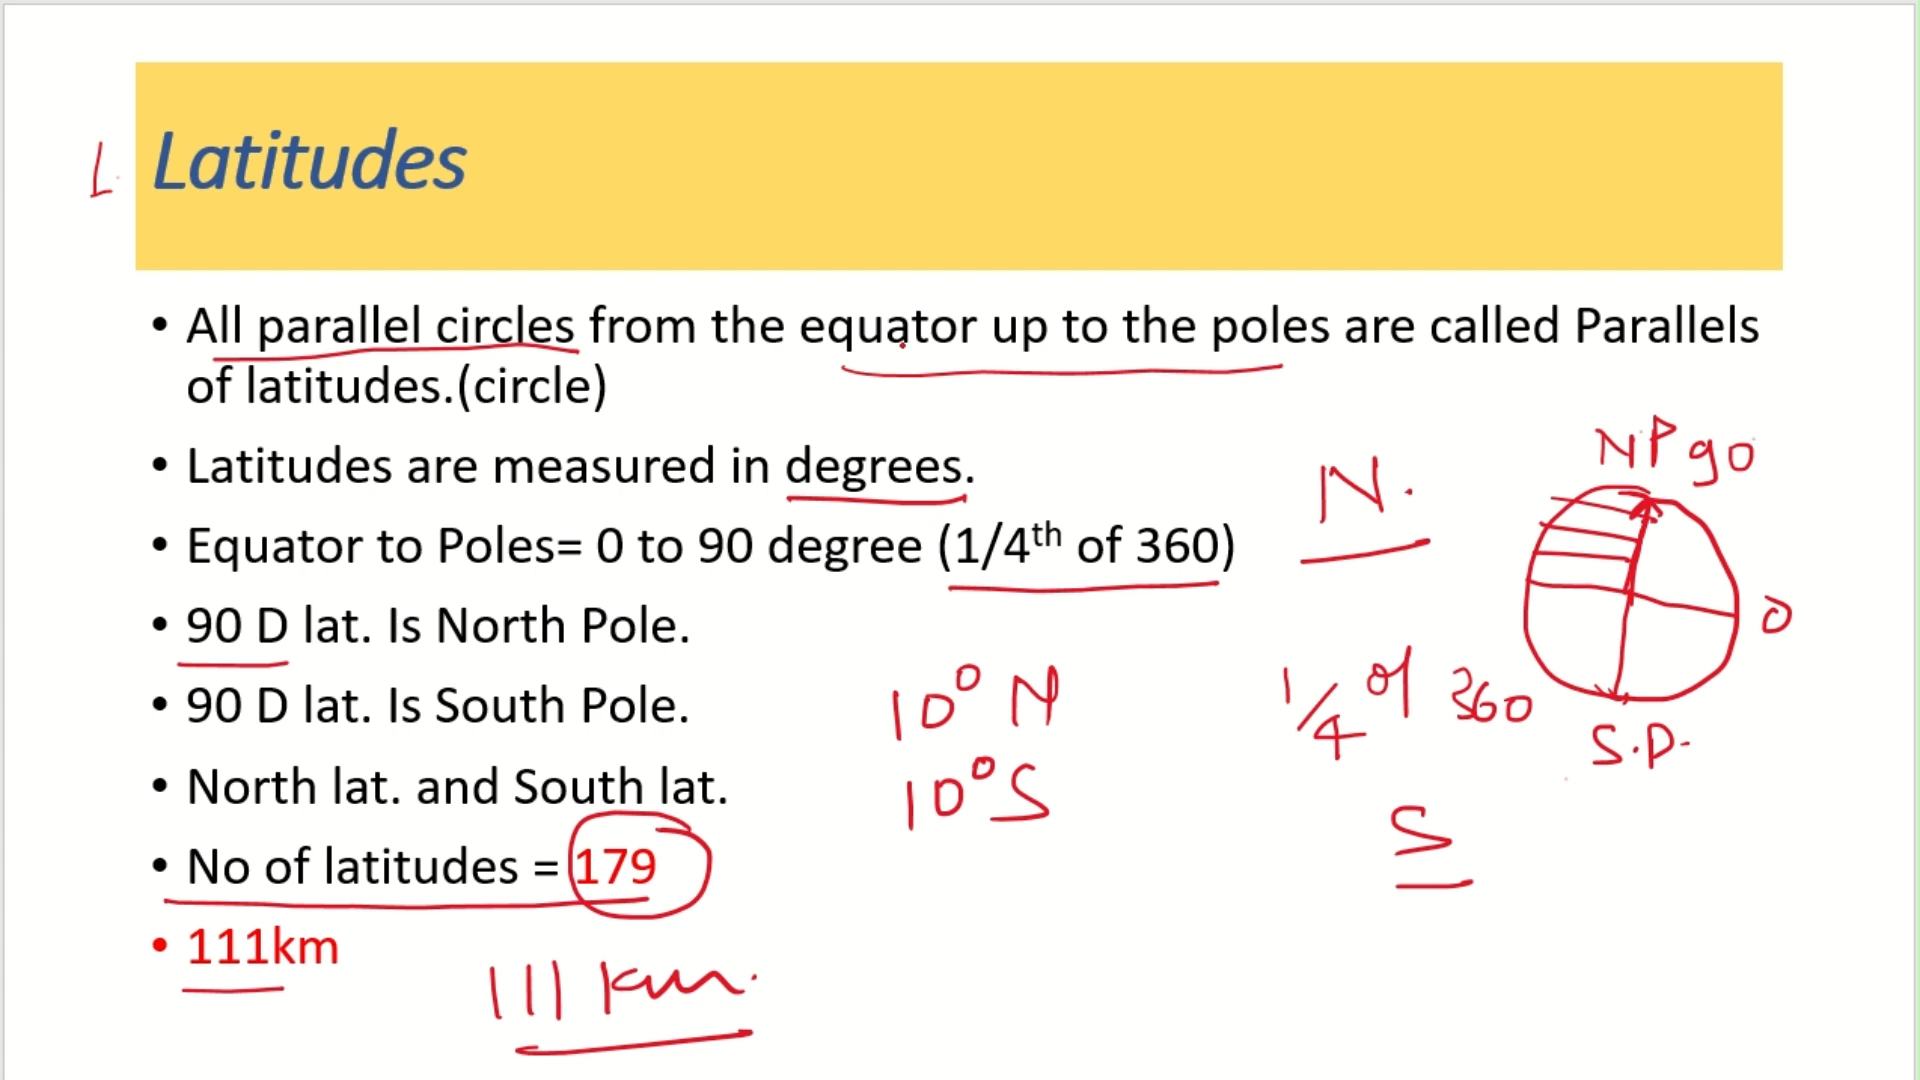 L.
Latitudes
• All parallel circles from the equator up to the poles are called Parallels
of latitudes.(circle)
• Latitudes are measured in degrees.
• Equator to Poles= 0 to 90 degree (1/4th of 360)
• 90 D lat. Is North Pole.
• 90 D lat. Is South Pole.
• North lat. and South lat.
• No of latitudes = 179
• 111km
111 km.
10° N
10° S
N.
NP 90
0
1/4 of 360
S.P.
S